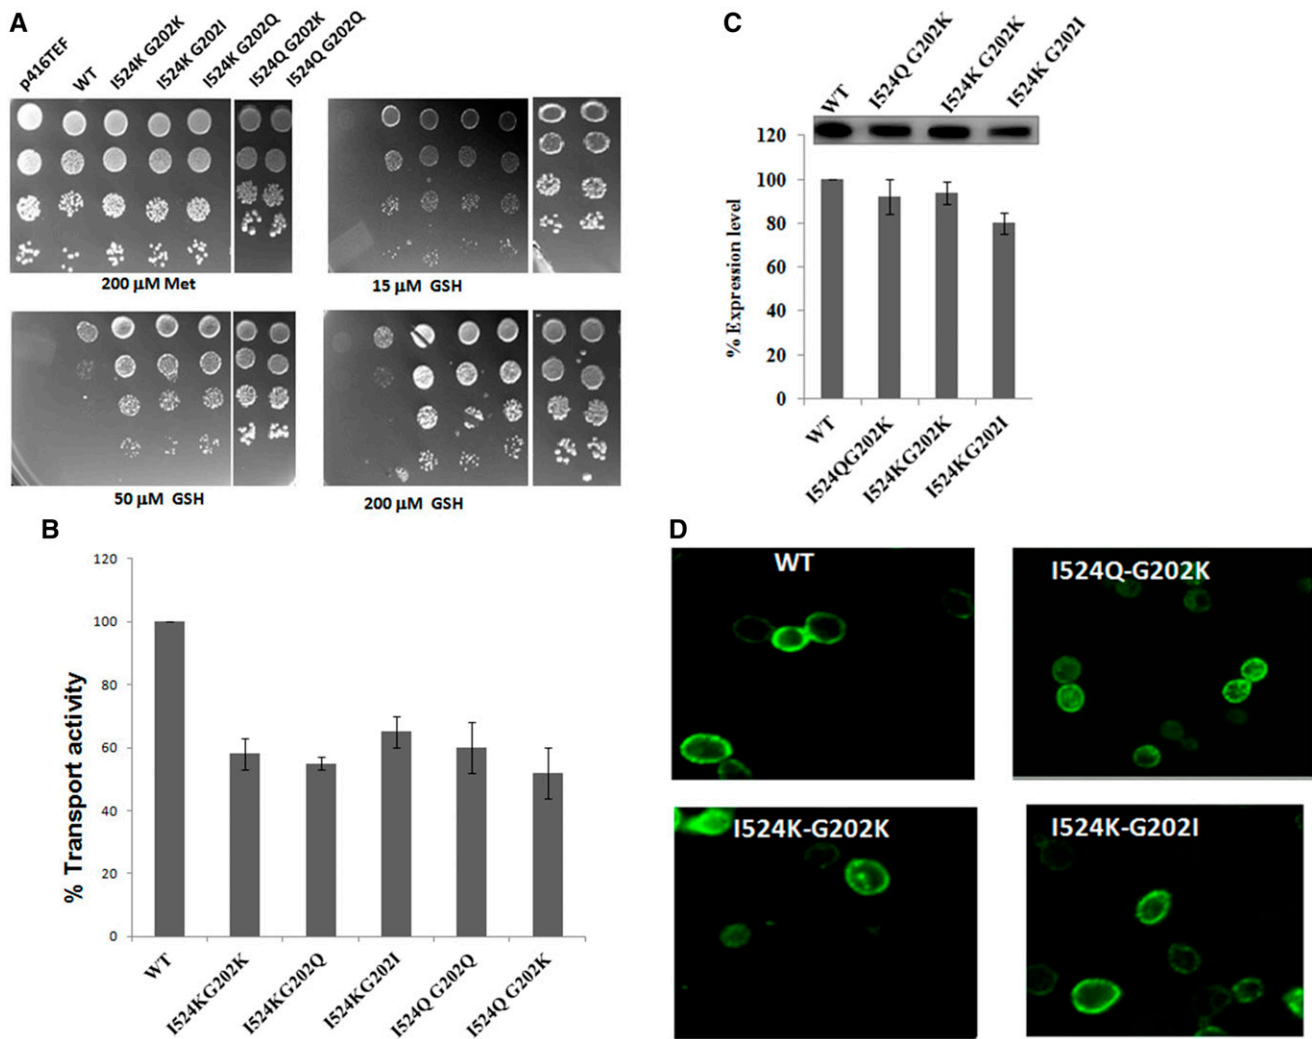 A
p416TEF
WT
I524K G202K
I524K G202I
I524K G202Q
I524Q G202K
I524Q G202Q
200 µM Met
15 µM GSH
50 µM GSH
200 µM GSH
B
% Transport activity
120
100
80
60
40
20
0
WT
I524KG202K
I524KG202Q
I524KG202I
I524Q G202Q
I524Q G202K
C
WT
I524Q G202K
I524K G202K
I524K G202I
% Expression level
120
100
80
60
40
20
0
WT
I524QG202K
I524KG202K
I524KG202I
D
WT
I524Q-G202K
I524K-G202K
I524K-G202I